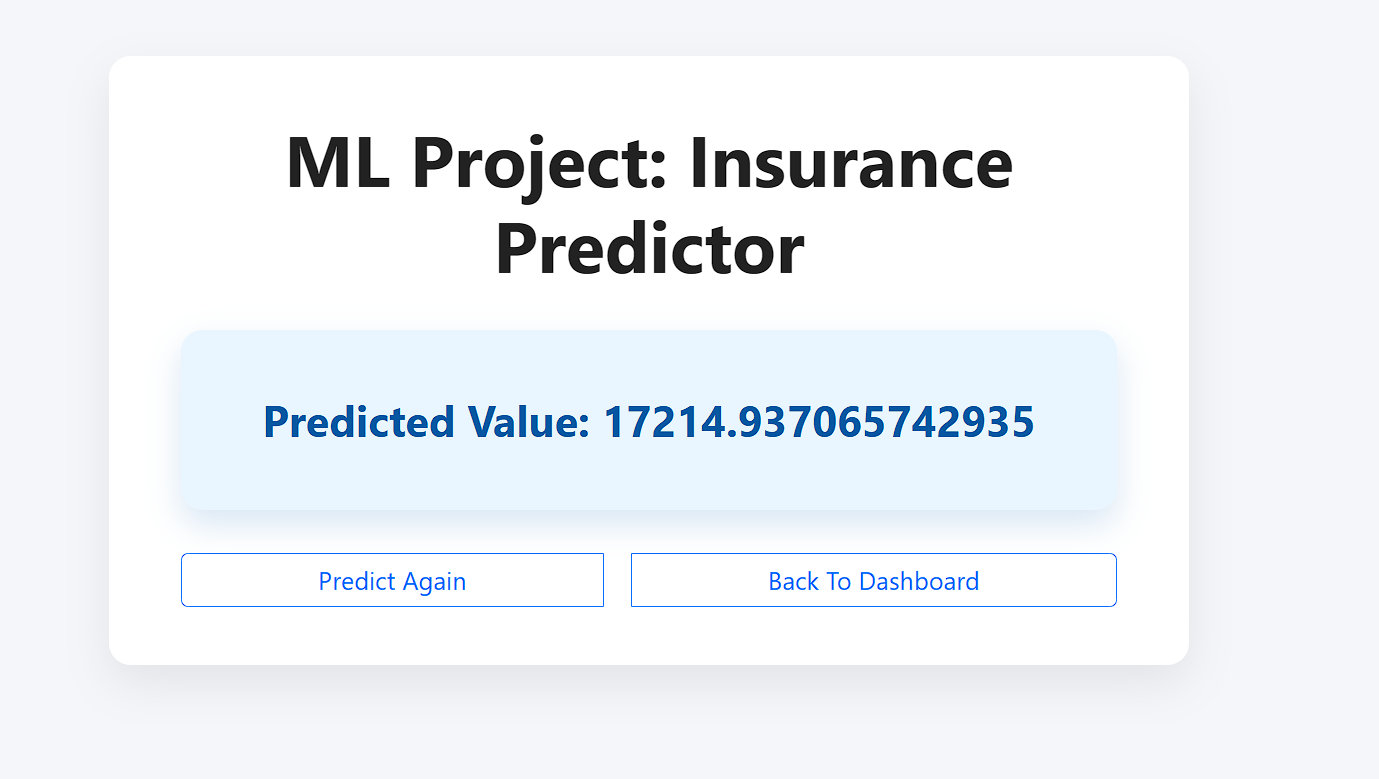 ML Project: Insurance
Predictor
Predicted Value: 17214.937065742935
Predict Again
Back To Dashboard